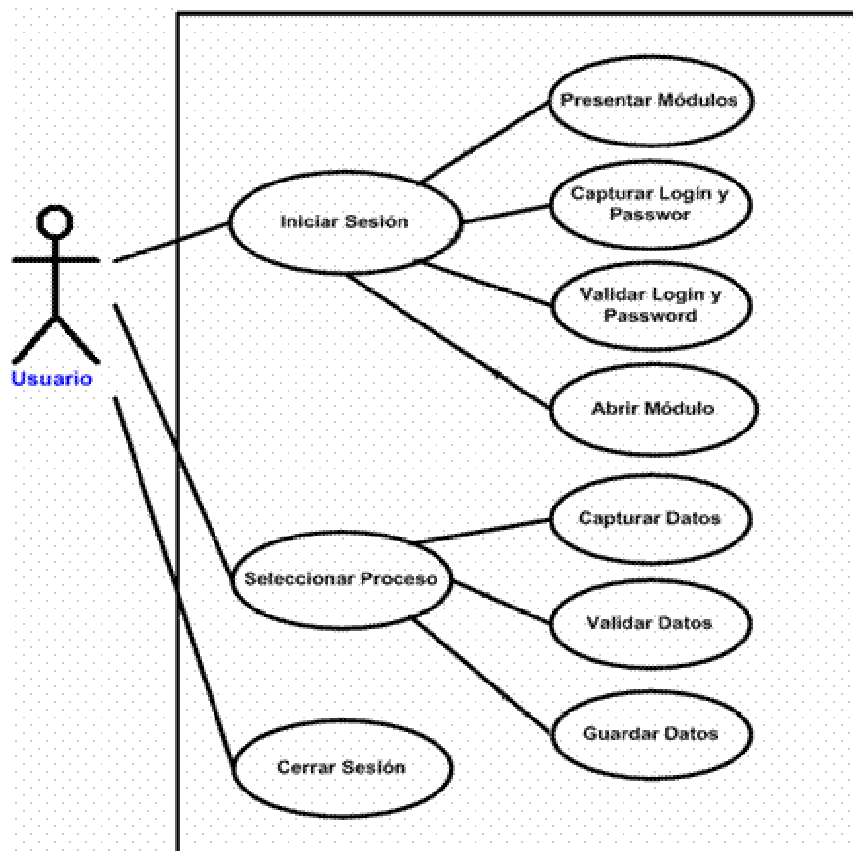 Presentar Módulos
Capturar Login y
Passwor
Iniciar Sesión
Validar Login y
Password
Usuario
Abrir Módulo
Capturar Datos
Seleccionar Proceso
Validar Datos
Guardar Datos
Cerrar Sesión